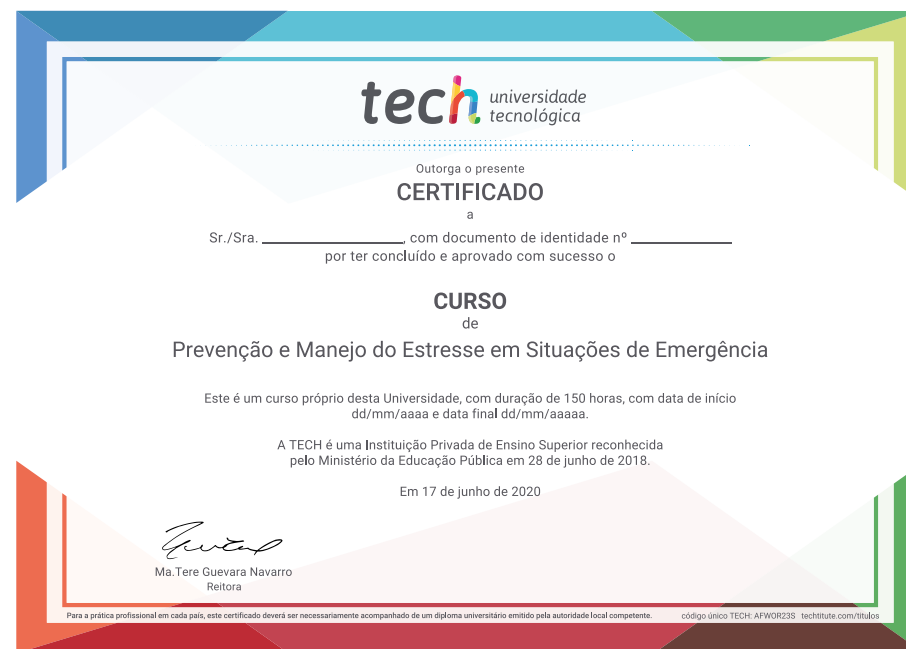 tech universidade
tecnológica
Outorga o presente
CERTIFICADO
a
Sr./Sra. ____________________, com documento de identidade nº ______________
por ter concluído e aprovado com sucesso o
CURSO
de
Prevenção e Manejo do Estresse em Situações de Emergência
Este é um curso próprio desta Universidade, com duração de 150 horas, com data de início
dd/mm/aaaa e data final dd/mm/aaaaa.
A TECH é uma Instituição Privada de Ensino Superior reconhecida
pelo Ministério da Educação Pública em 28 de junho de 2018.
Em 17 de junho de 2020
Ma.Tere Guevara Navarro
Reitora
Para a prática profissional em cada país, este certificado deverá ser necessariamente acompanhado de um diploma universitário emitido pela autoridade local competente. código único TECH: AFWOR23S techtitute.com/titulos